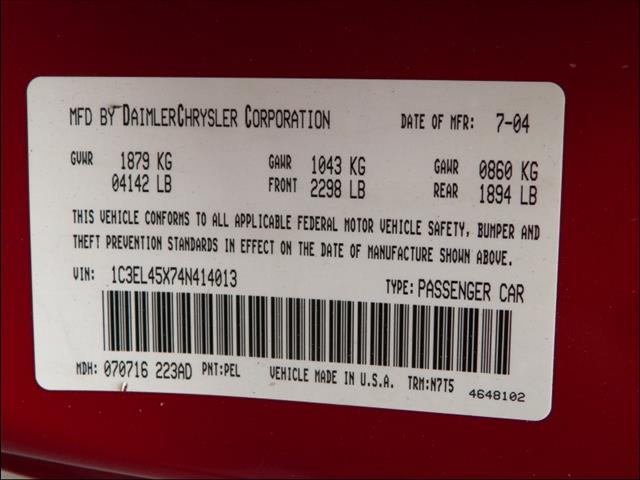 MFD BY DAIMLERCHRYSLER CORPORATION DATE OF MFR: 7-04
GVWR 1879 KG GAWR 1043 KG GAWR 0860 KG
04142 LB FRONT 2298 LB REAR 1894 LB
THIS VEHICLE CONFORMS TO ALL APPLICABLE FEDERAL MOTOR VEHICLE SAFETY, BUMPER AND
THEFT PREVENTION STANDARDS IN EFFECT ON THE DATE OF MANUFACTURE SHOWN ABOVE.
VIN: 1C3EL45X74N414013 TYPE: PASSENGER CAR
MDH: 070716 223AD PNT:PEL VEHICLE MADE IN U.S.A. TRM:N7T5
4648102